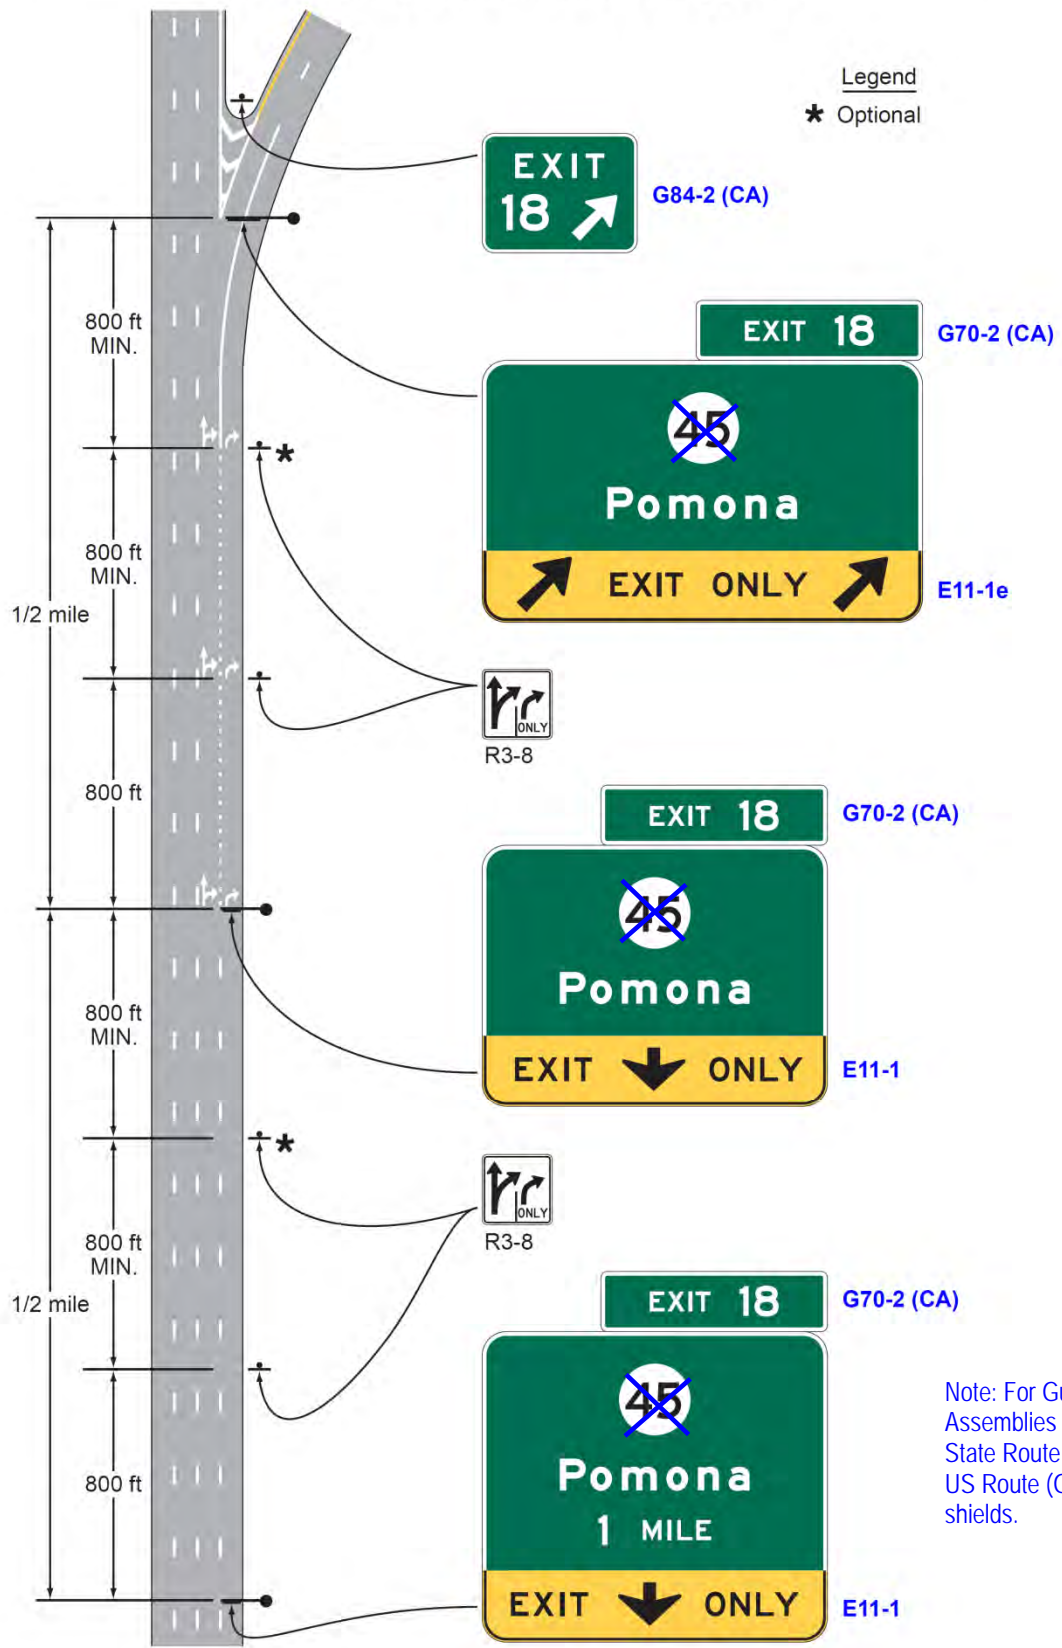 Legend
* Optional
EXIT
18
G84-2 (CA)
800 ft
MIN.
EXIT 18
G70-2 (CA)
45
Pomona
EXIT ONLY
E11-1e
800 ft
MIN.
1/2 mile
ONLY
R3-8
800 ft
EXIT 18
G70-2 (CA)
45
Pomona
EXIT ONLY
E11-1
800 ft
MIN.
ONLY
R3-8
800 ft
MIN.
1/2 mile
EXIT 18
G70-2 (CA)
45
Pomona
1 MILE
EXIT ONLY
E11-1
800 ft
Note: For
Assemblies
State Route
US Route
shields.